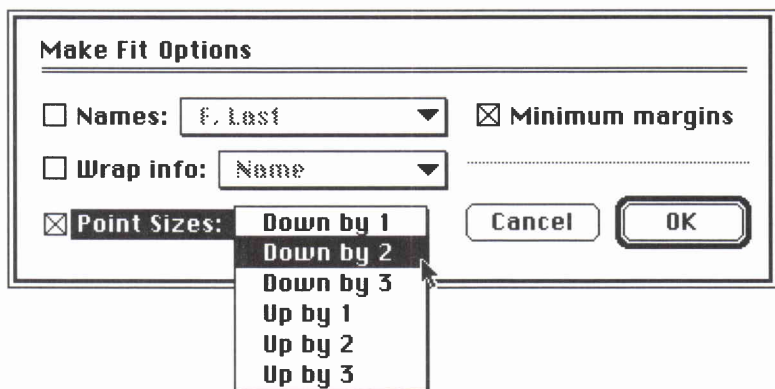 Make Fit Options
Names: F. Last
Minimum margins
Wrap info: Name
Point Sizes:
Down by 1
Down by 2
Down by 3
Up by 1
Up by 2
Up by 3
Cancel
OK